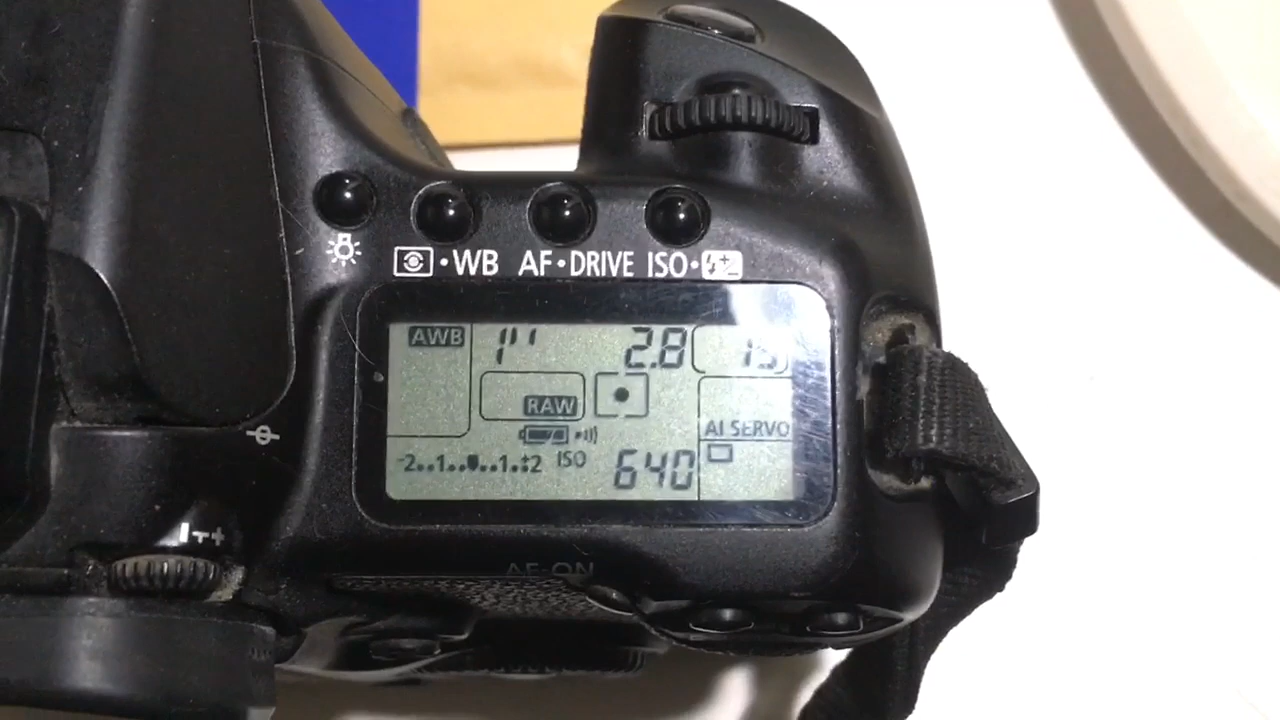 WB AF•DRIVE ISO•
AWB 1" 2.8 15
RAW
AI SERVO
-2..1...▼..1.:2 ISO 640
AF-ON